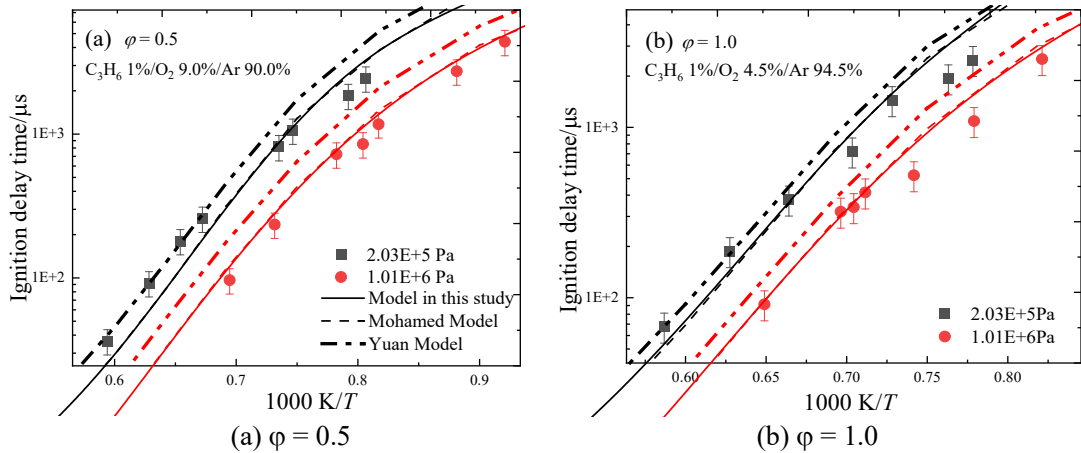 (a) φ = 0.5
C₃H₆ 1%/O₂ 9.0%/Ar 90.0%
Ignition delay time/μs
1E+3
1E+2
2.03E+5 Pa
1.01E+6 Pa
Model in this study
Mohamed Model
Yuan Model
0.6 0.7 0.8 0.9
1000 K/T
(a) φ = 0.5
(b) φ = 1.0
C₃H₆ 1%/O₂ 4.5%/Ar 94.5%
Ignition delay time/μs
1E+3
1E+2
2.03E+5Pa
1.01E+6Pa
0.60 0.65 0.70 0.75 0.80
1000 K/T
(b) φ = 1.0